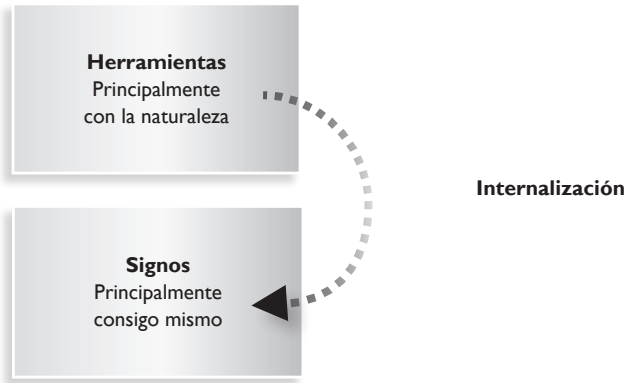 Herramientas
Principalmente
con la naturaleza
Internalización
Signos
Principalmente
consigo mismo